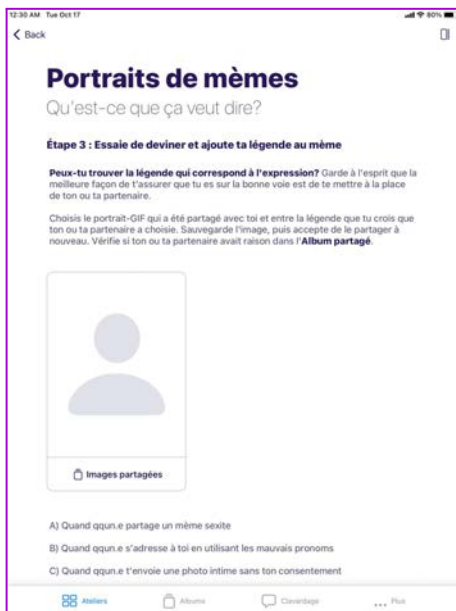 12:30 AM Tue Oct 17
80%
Back
Portraits de mèmes
Qu'est-ce que ça veut dire?
Étape 3 : Essaie de deviner et ajoute ta légende au mème
Peux-tu trouver la légende qui correspond à l'expression? Garde à l'esprit que la
meilleure façon de t'assurer que tu es sur la bonne voie est de te mettre à la place
de ton ou ta partenaire.
Choisis le portrait-GIF qui a été partagé avec toi et entre la légende que tu crois que
ton ou ta partenaire a choisie. Sauvegarde l'image, puis accepte de le partager à
nouveau. Vérifie si ton ou ta partenaire avait raison dans l'Album partagé.
Images partagées
A) Quand qqun.e partage un mème sexite
B) Quand qqun.e s'adresse à toi en utilisant les mauvais pronoms
C) Quand qqun.e t'envoie une photo intime sans ton consentement
Ateliers
Albums
Clavardage
Plus